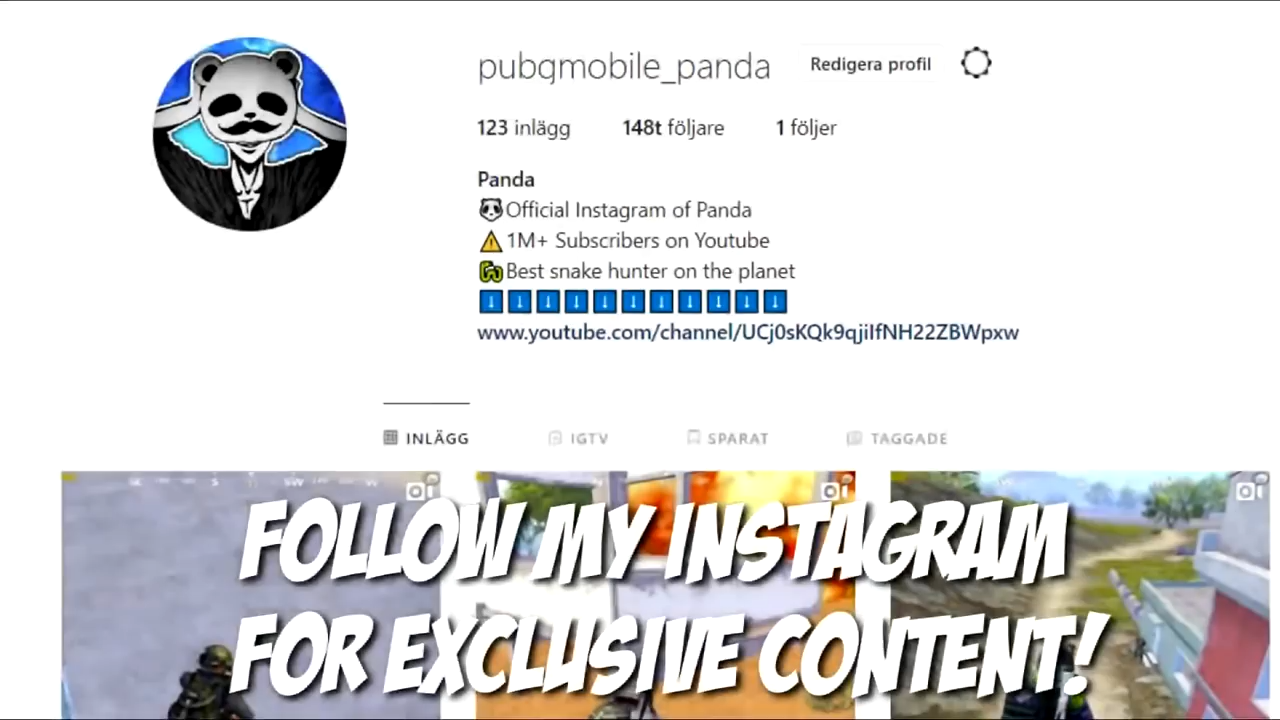 pubgmobile_panda Redigera profil
123 inlägg 148t följare 1 följer
Panda
🐼Official Instagram of Panda
⚠️1M+ Subscribers on Youtube
🐍Best snake hunter on the planet
⬇️⬇️⬇️⬇️⬇️⬇️⬇️⬇️⬇️⬇️⬇️
www.youtube.com/channel/UCj0sKQk9qjiIfNH22ZBWpxw
INLÄGG IGTV SPARAT TAGGADE
FOLLOW MY INSTAGRAM
FOR EXCLUSIVE CONTENT!